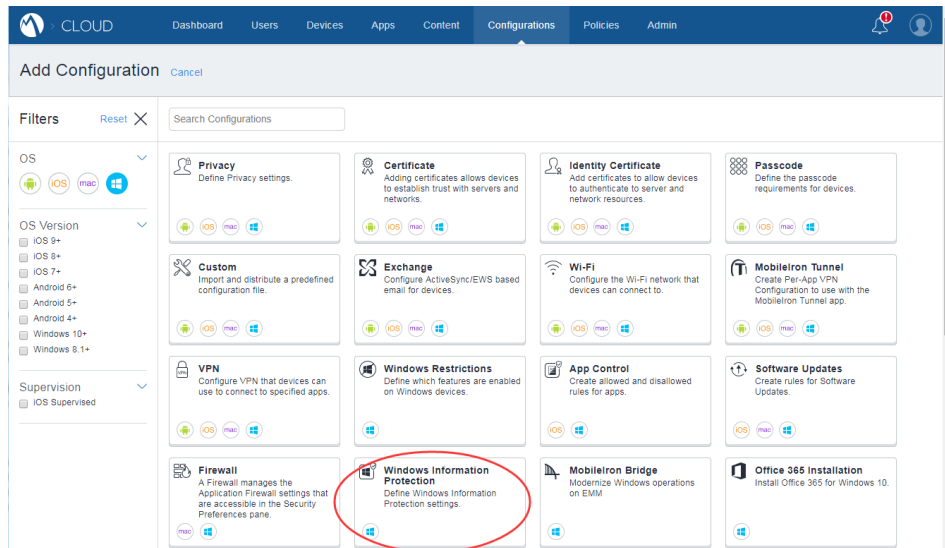 > CLOUD Dashboard Users Devices Apps Content Configurations Policies Admin
Add Configuration Cancel
Filters Reset
OS
iOS mac
OS Version
iOS 9+
iOS 8+
iOS 7+
Android 6+
Android 5+
Android 4+
Windows 10+
Windows 8.1+
Supervision
iOS Supervised
Search Configurations
Privacy
Define Privacy settings.
iOS mac
Certificate
Adding certificates allows devices
to establish trust with servers and
networks.
iOS mac
Identity Certificate
Add certificates to allow devices
to authenticate to server and
network resources.
iOS mac
Passcode
Define the passcode
requirements for devices.
iOS mac
Custom
Import and distribute a predefined
configuration file.
iOS mac
Exchange
Configure ActiveSync/EWS based
email for devices.
iOS mac
Wi-Fi
Configure the Wi-Fi network that
devices can connect to.
iOS mac
MobileIron Tunnel
Create Per-App VPN
Configuration to use with the
MobileIron Tunnel app.
iOS mac
VPN
VPN
Configure VPN that devices can
use to connect to specified apps.
iOS mac
Windows Restrictions
Define which features are enabled
on Windows devices.
App Control
Create allowed and disallowed
rules for apps.
iOS
Software Updates
Create rules for Software
Updates.
iOS mac
Firewall
A Firewall manages the
Application Firewall settings that
are accessible in the Security
Preferences pane.
mac
Windows Information
Protection
Define Windows Information
Protection settings.
MobileIron Bridge
Modernize Windows operations
on EMM
Office 365 Installation
Install Office 365 for Windows 10.